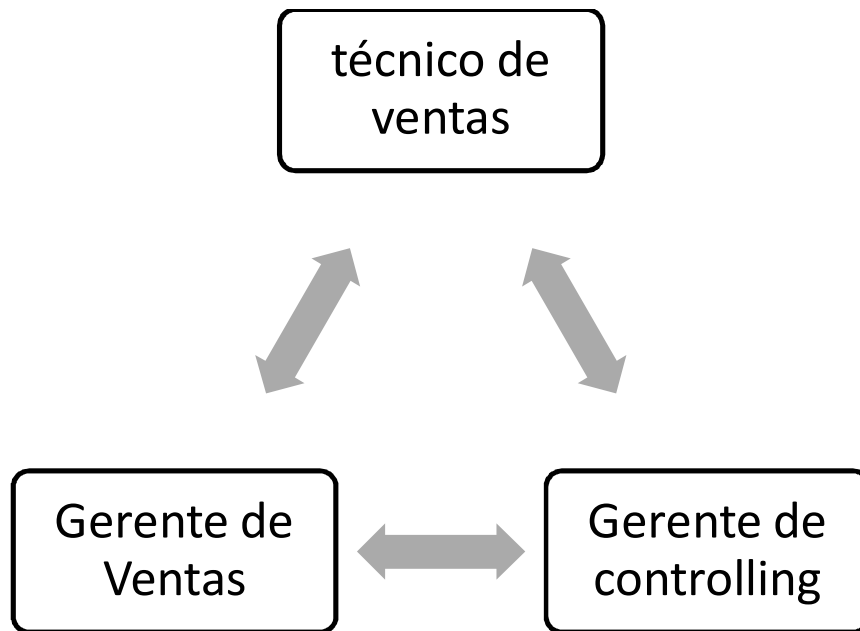 técnico de
ventas
Gerente de
Ventas
Gerente de
controlling